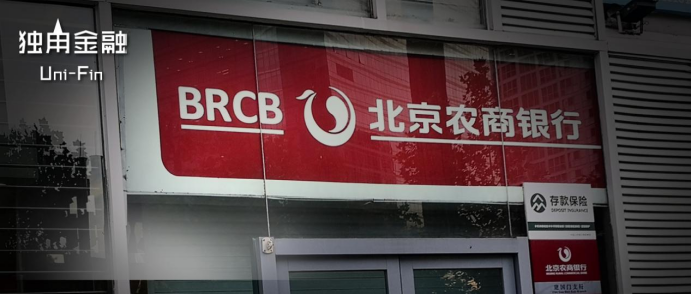 独角金融
Uni-Fin
BRCB 北京农商银行
存款保险
DEPOSIT INSURANCE
北京农商银行